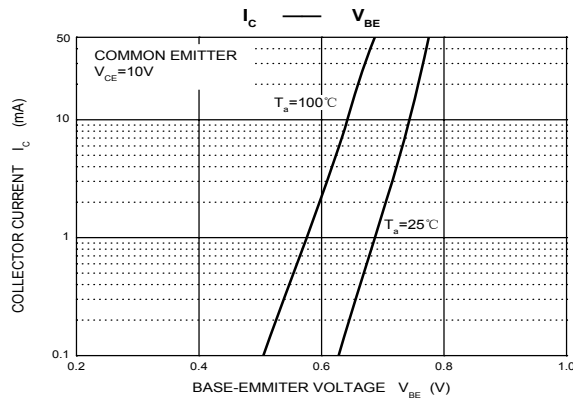 I_C —— V_BE
COMMON EMITTER
V_CE=10V
T_a=100℃
T_a=25℃
50
10
1
0.1
0.2
0.4
0.6
0.8
1.0
COLLECTOR CURRENT I_C (mA)
BASE-EMMITER VOLTAGE V_BE (V)